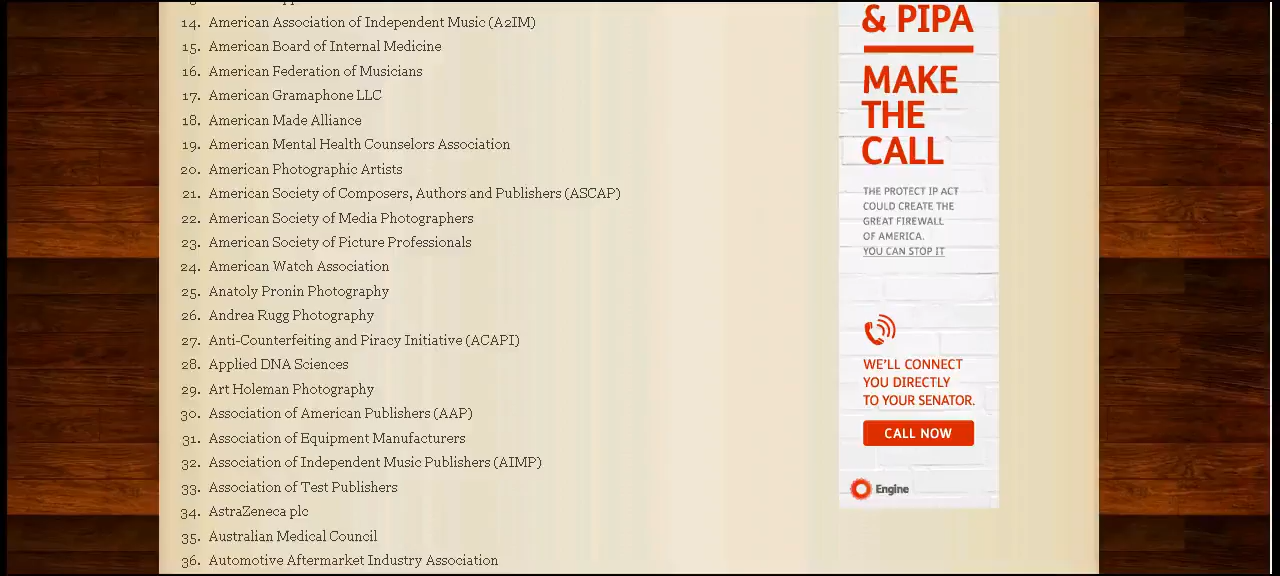 14. American Association of Independent Music (A2IM)
15. American Board of Internal Medicine
16. American Federation of Musicians
17. American Gramaphone LLC
18. American Made Alliance
19. American Mental Health Counselors Association
20. American Photographic Artists
21. American Society of Composers, Authors and Publishers (ASCAP)
22. American Society of Media Photographers
23. American Society of Picture Professionals
24. American Watch Association
25. Anatoly Pronin Photography
26. Andrea Rugg Photography
27. Anti-Counterfeiting and Piracy Initiative (ACAPI)
28. Applied DNA Sciences
29. Art Holeman Photography
30. Association of American Publishers (AAP)
31. Association of Equipment Manufacturers
32. Association of Independent Music Publishers (AIMP)
33. Association of Test Publishers
34. AstraZeneca plc
35. Australian Medical Council
36. Automotive Aftermarket Industry Association
& PIPA
MAKE
THE
CALL
THE PROTECT IP ACT
COULD CREATE THE
GREAT FIREWALL
OF AMERICA.
YOU CAN STOP IT
WE'LL CONNECT
YOU DIRECTLY
TO YOUR SENATOR.
CALL NOW
Engine